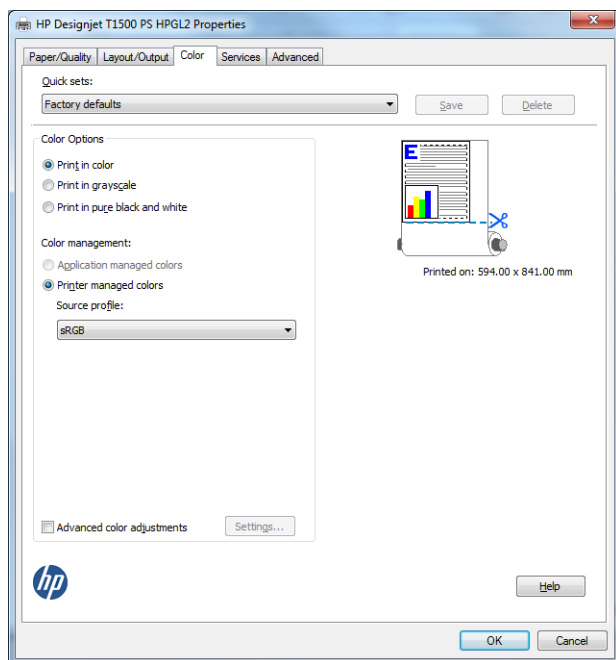 HP Designjet T1500 PS HPGL2 Properties
Paper/Quality Layout/Output Color Services Advanced
Quick sets:
Factory defaults
Save Delete
Color Options
Print in color
Print in grayscale
Print in pure black and white
Color management:
Application managed colors
Printer managed colors
Source profile:
sRGB
E
Printed on: 594.00 x 841.00 mm
Advanced color adjustments Settings...
hp
Help
OK Cancel